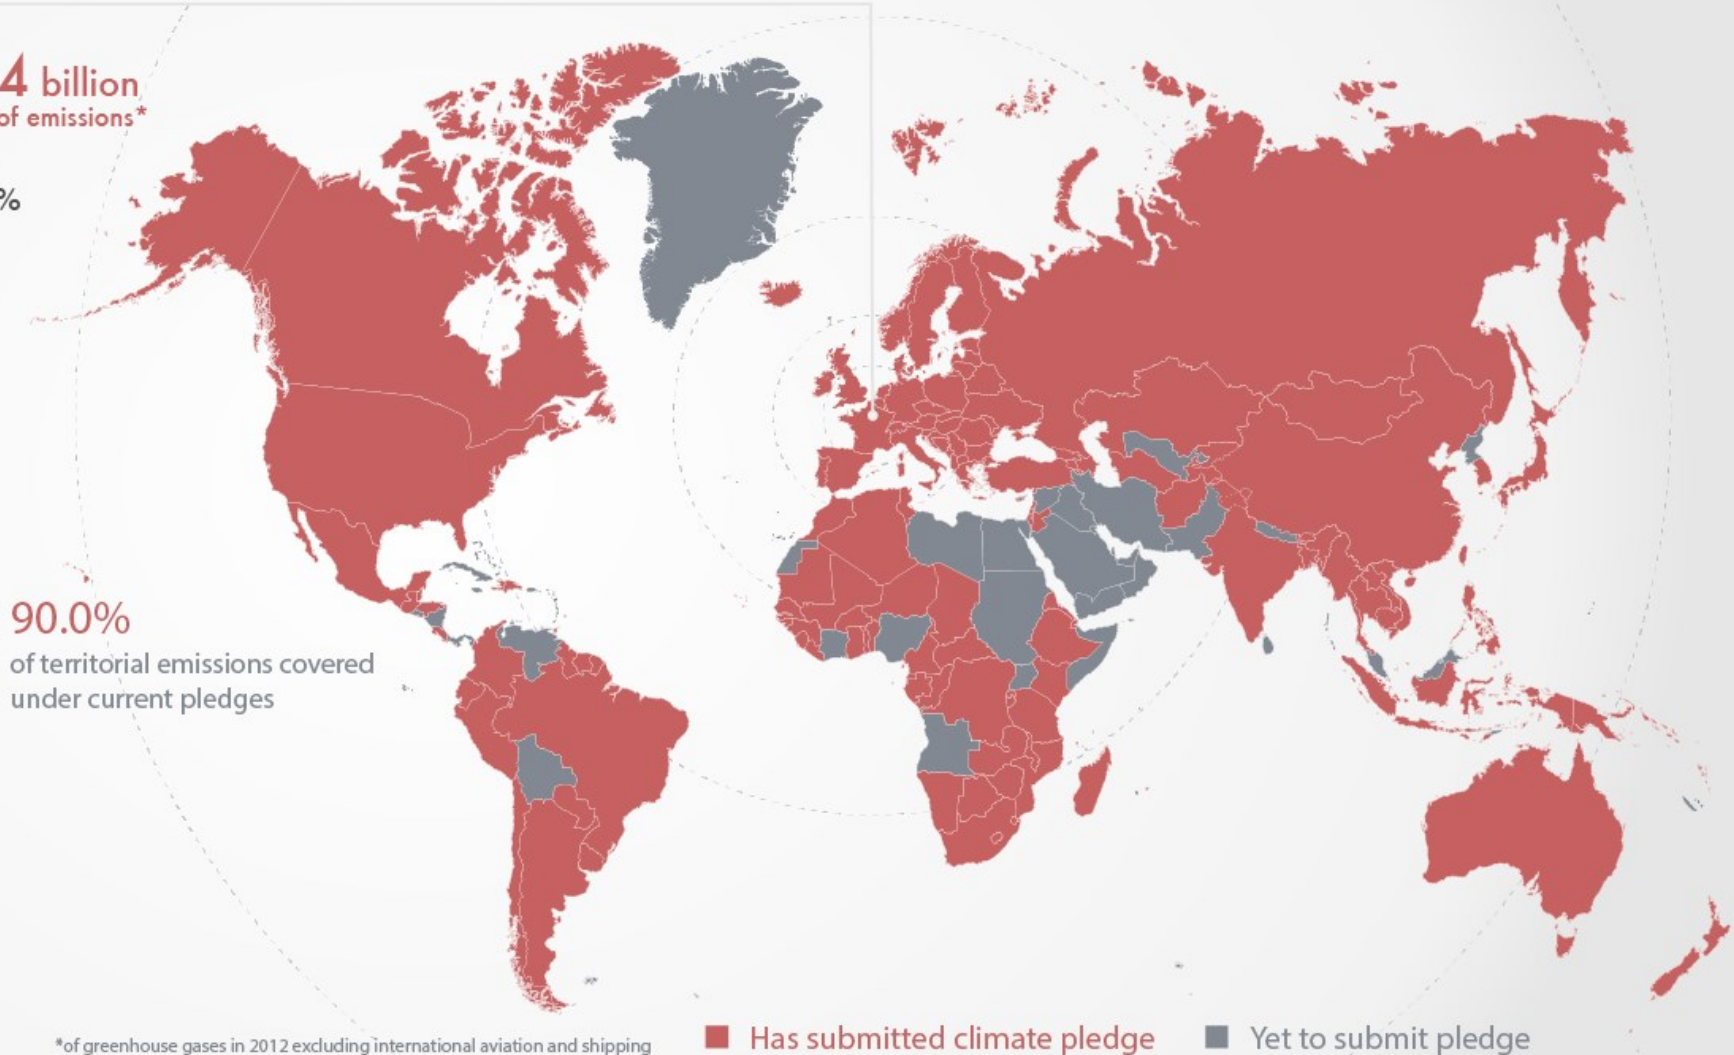 4 billion
of emissions*
%
90.0%
of territorial emissions covered
under current pledges
*of greenhouse gases in 2012 excluding international aviation and shipping
Has submitted climate pledge
Yet to submit pledge